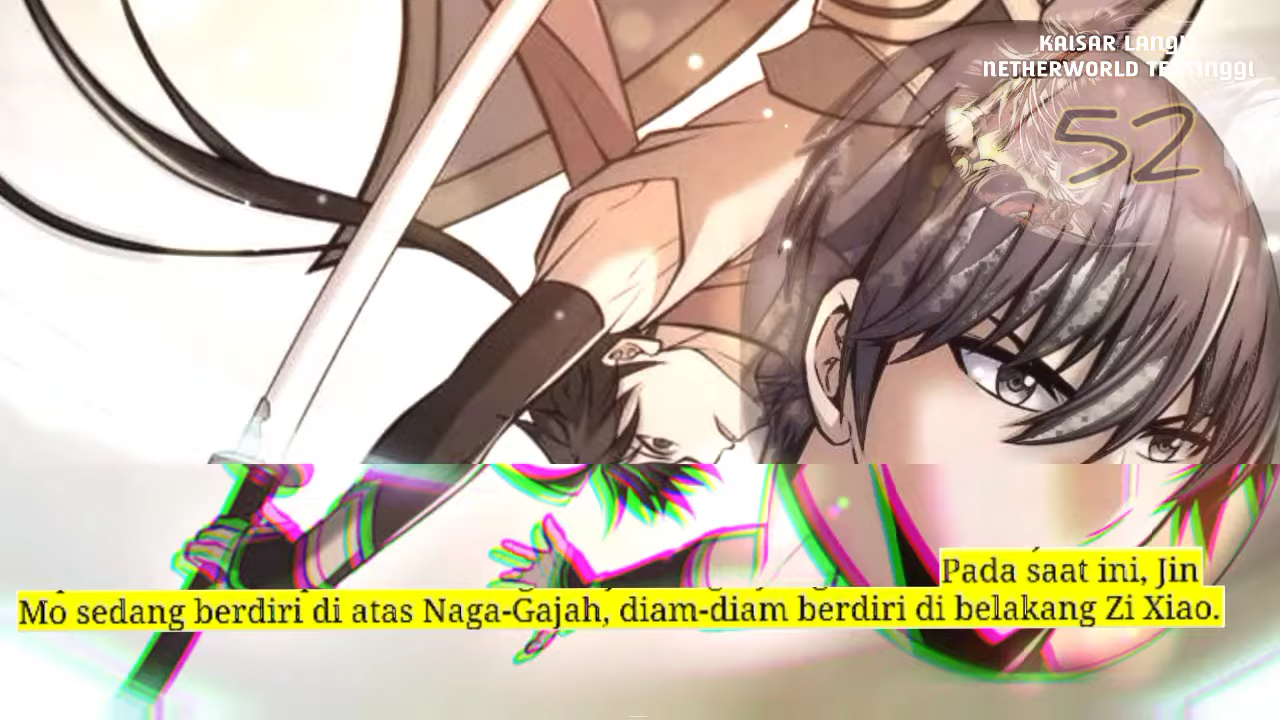 KAISAR LANGI
NETHERWORLD TERTINGGI
52
Pada saat ini, Jin
Mo sedang berdiri di atas Naga-Gajah, diam-diam berdiri di belakang Zi Xiao.